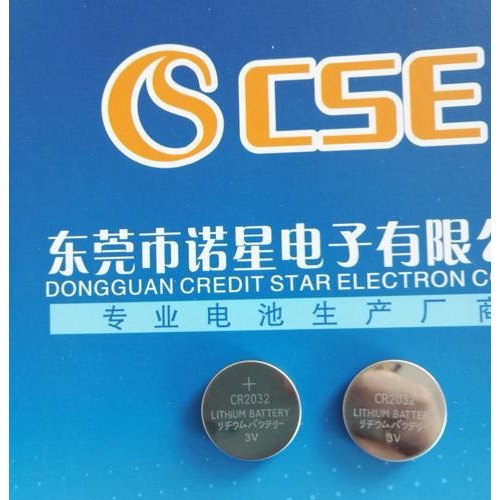 CSE
东莞市诺星电子有限
DONGGUAN CREDIT STAR ELECTRON
专业电池生产厂商
+
CR2032
LITHIUM BATTERY
リチウムバッテリー
3V
CR2032
LITHIUM BATTERY
リチウムバッテリー
3V